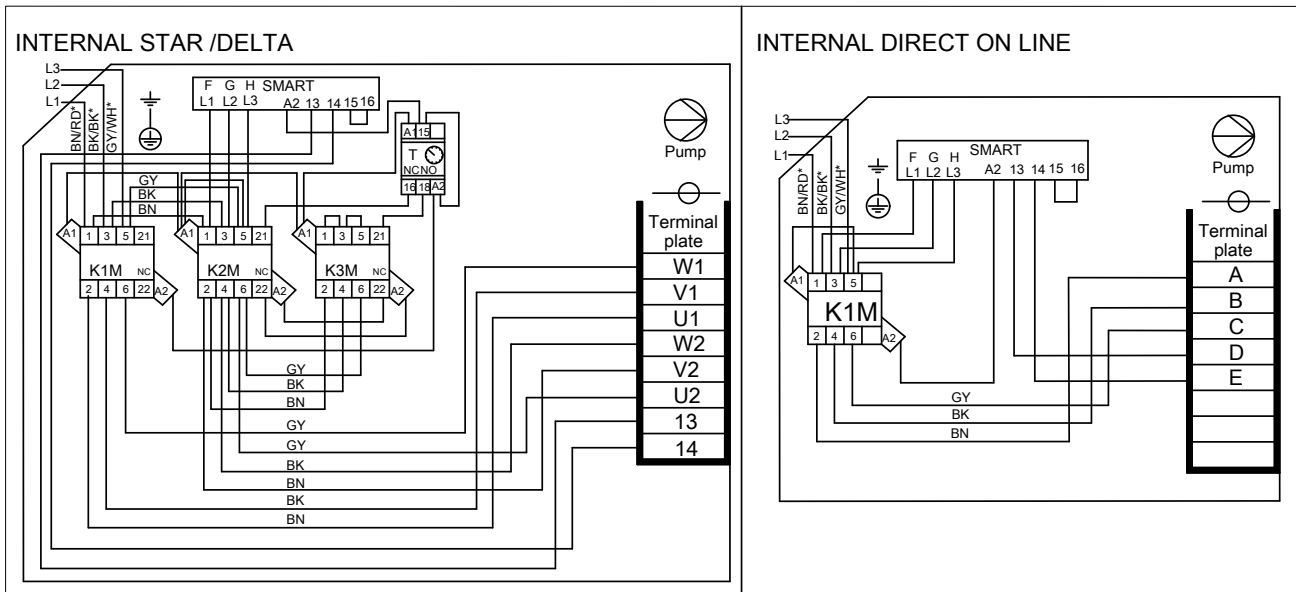 INTERNAL STAR /DELTA
L3
L2
L1
BN/RD*
BK/BK*
GY/WH*
F G H SMART
L1 L2 L3 A2 13 14 15 16
A1 15
T
NC NO
16 18 A2
GY
BK
BN
A1 1 3 5 21
K1M NC
2 4 6 22 A2
A1 1 3 5 21
K2M NC
2 4 6 22 A2
A1 1 3 5 21
K3M NC
2 4 6 22 A2
GY
BK
BN
GY
GY
BK
BN
BK
BN
Pump
Terminal
plate
W1
V1
U1
W2
V2
U2
13
14
INTERNAL DIRECT ON LINE
L3
L2
L1
BN/RD*
BK/BK*
GY/WH*
F G H SMART
L1 L2 L3 A2 13 14 15 16
A1 1 3 5
K1M
2 4 6 A2
GY
BK
BN
Pump
Terminal
plate
A
B
C
D
E